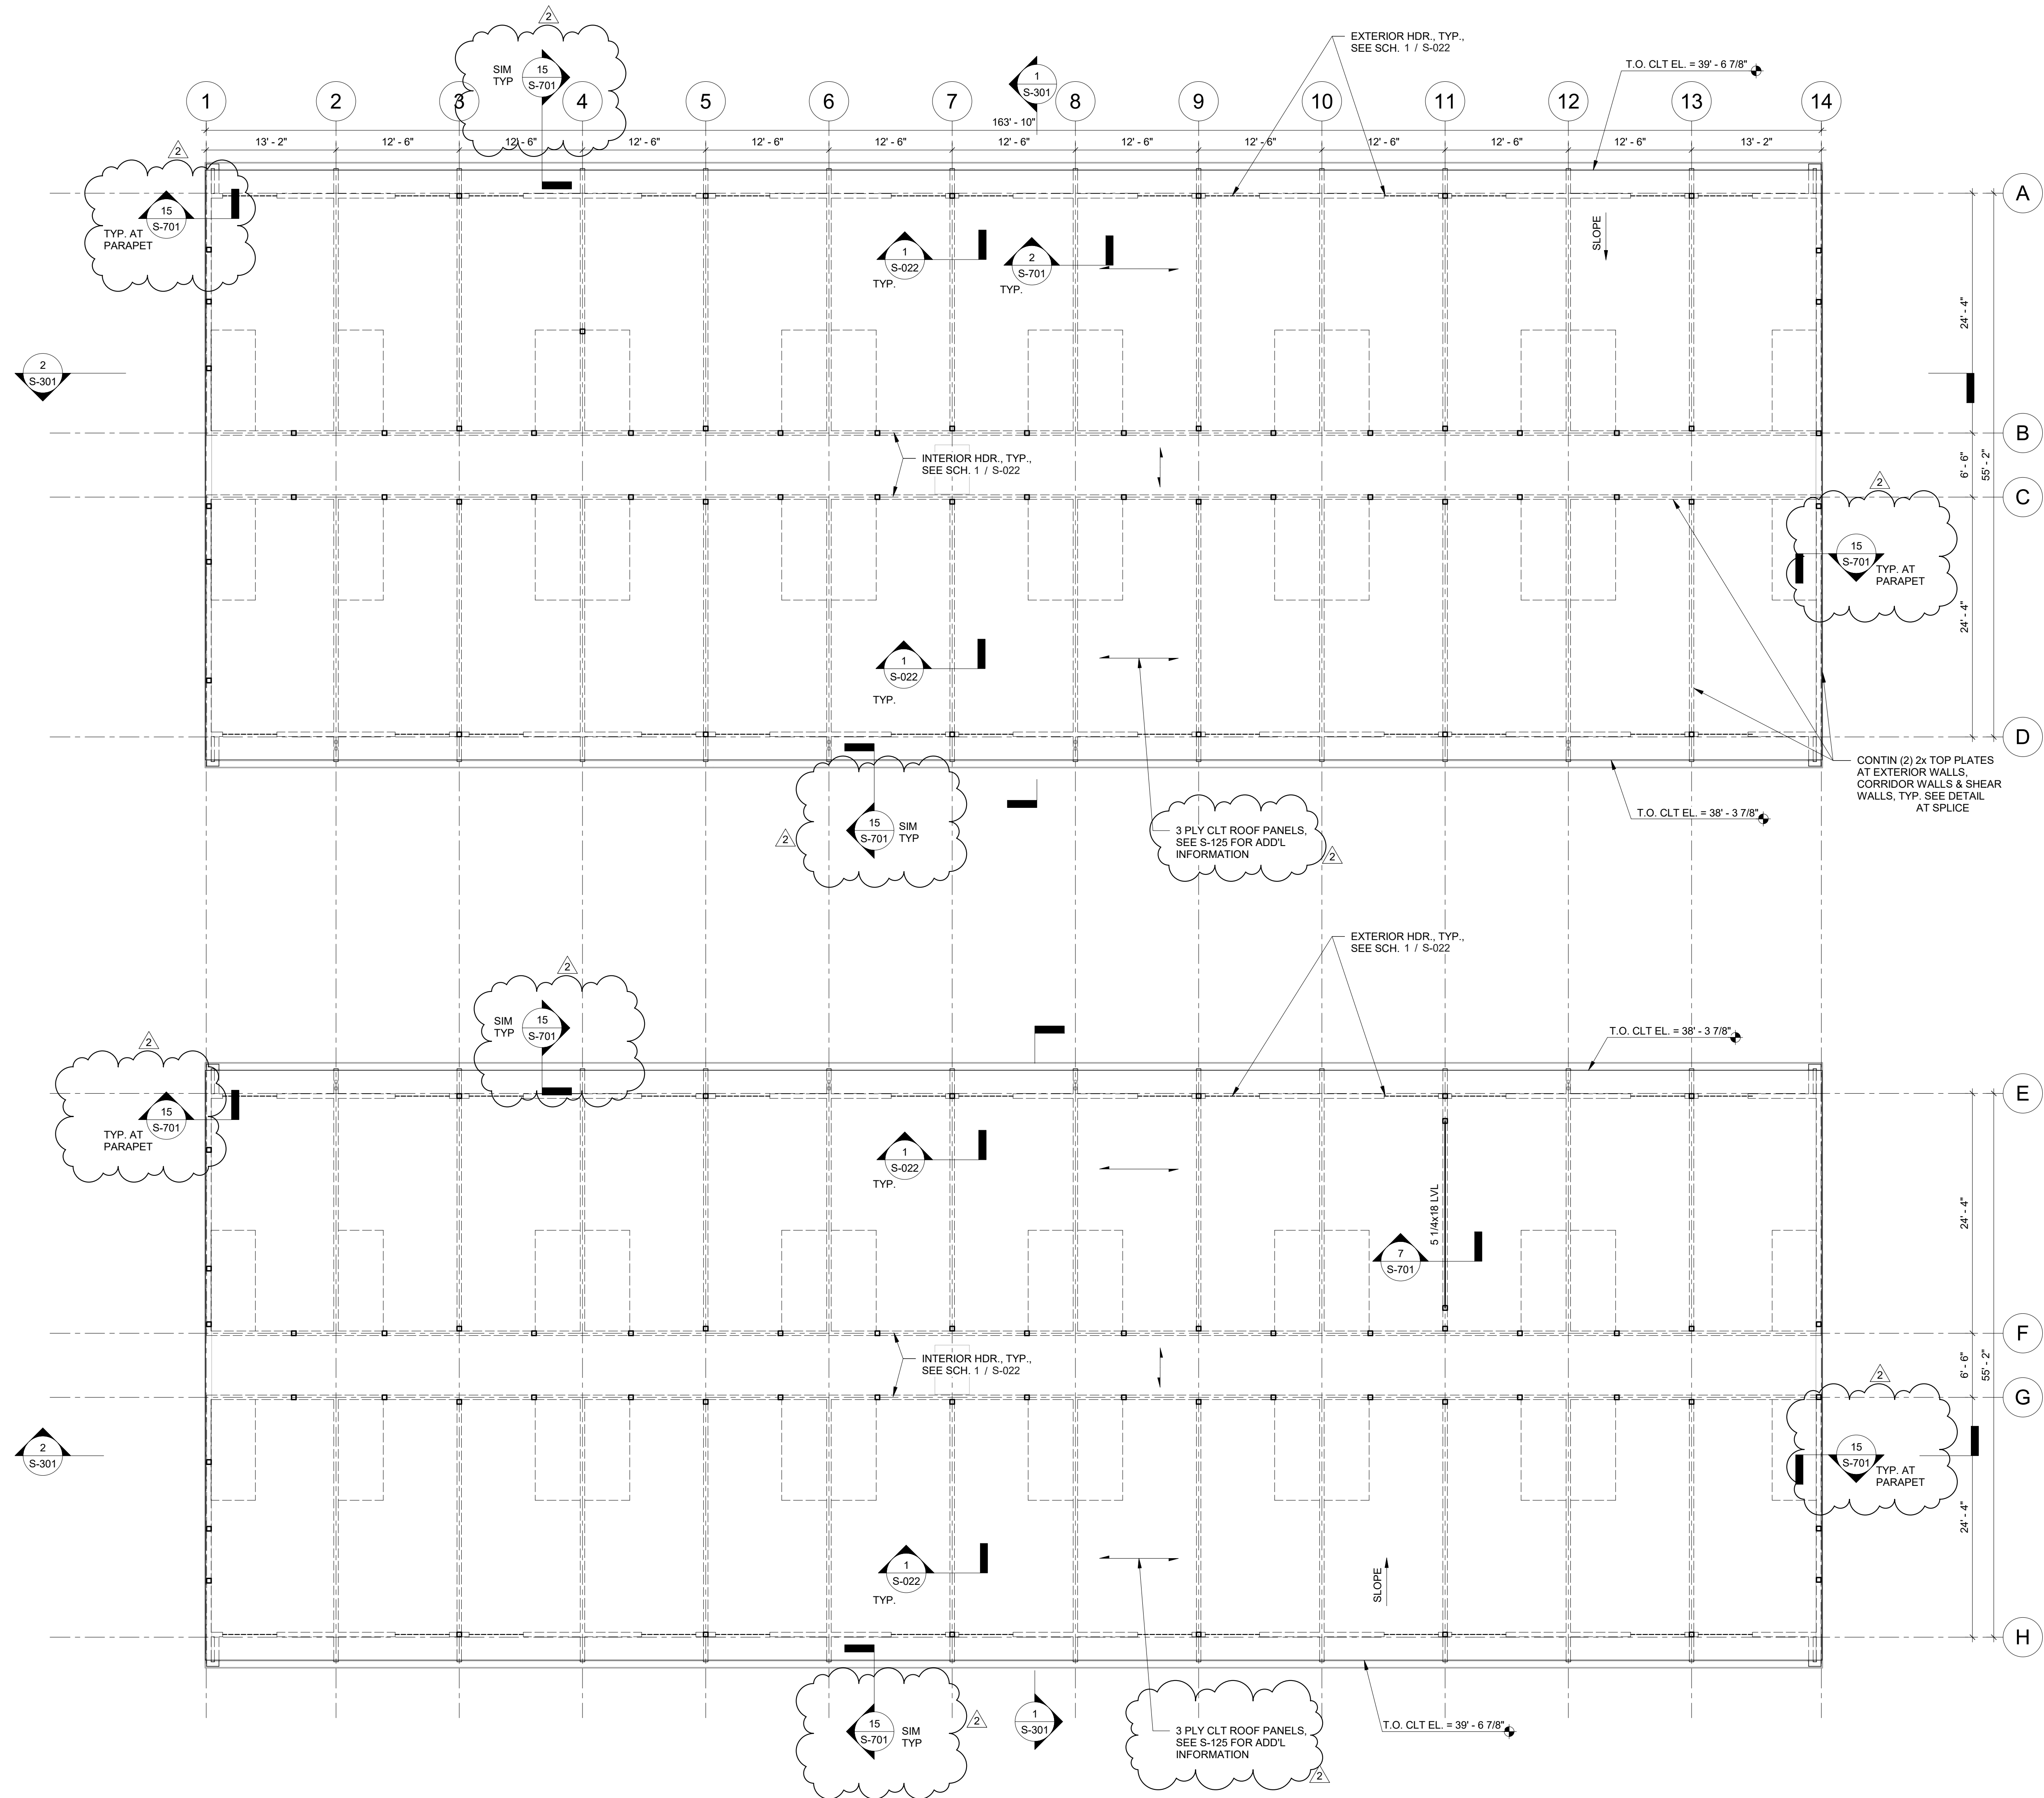 2
EXTERIOR HDR., TYP.,
SEE SCH. 1 / S-022
SIM
TYP
15
S-701
1
S-301
T.O. CLT EL. = 39' - 6 7/8"
1
2
3
4
5
6
7
8
9
10
11
12
13
14
163' - 10"
13' - 2"
12' - 6"
12' - 6"
12' - 6"
12' - 6"
12' - 6"
12' - 6"
12' - 6"
12' - 6"
12' - 6"
12' - 6"
12' - 6"
13' - 2"
2
15
S-701
TYP. AT
PARAPET
A
SLOPE
1
S-022
TYP.
2
S-701
TYP.
24' - 4"
2
S-301
B
INTERIOR HDR., TYP.,
SEE SCH. 1 / S-022
6' - 6"
55' - 2"
2
C
15
S-701
TYP. AT
PARAPET
24' - 4"
1
S-022
TYP.
D
CONTIN (2) 2x TOP PLATES
AT EXTERIOR WALLS,
CORRIDOR WALLS & SHEAR
WALLS, TYP. SEE DETAIL
AT SPLICE
T.O. CLT EL. = 38' - 3 7/8"
2
15
S-701
SIM
TYP
3 PLY CLT ROOF PANELS,
SEE S-125 FOR ADD'L
INFORMATION
2
EXTERIOR HDR., TYP.,
SEE SCH. 1 / S-022
2
SIM
TYP
15
S-701
T.O. CLT EL. = 38' - 3 7/8"
2
15
S-701
TYP. AT
PARAPET
E
1
S-022
TYP.
5 1/4x18 LVL
7
S-701
24' - 4"
F
INTERIOR HDR., TYP.,
SEE SCH. 1 / S-022
6' - 6"
55' - 2"
2
G
2
S-301
15
S-701
TYP. AT
PARAPET
24' - 4"
1
S-022
TYP.
SLOPE
H
15
S-701
SIM
TYP
2
1
S-301
3 PLY CLT ROOF PANELS,
SEE S-125 FOR ADD'L
INFORMATION
2
T.O. CLT EL. = 39' - 6 7/8"